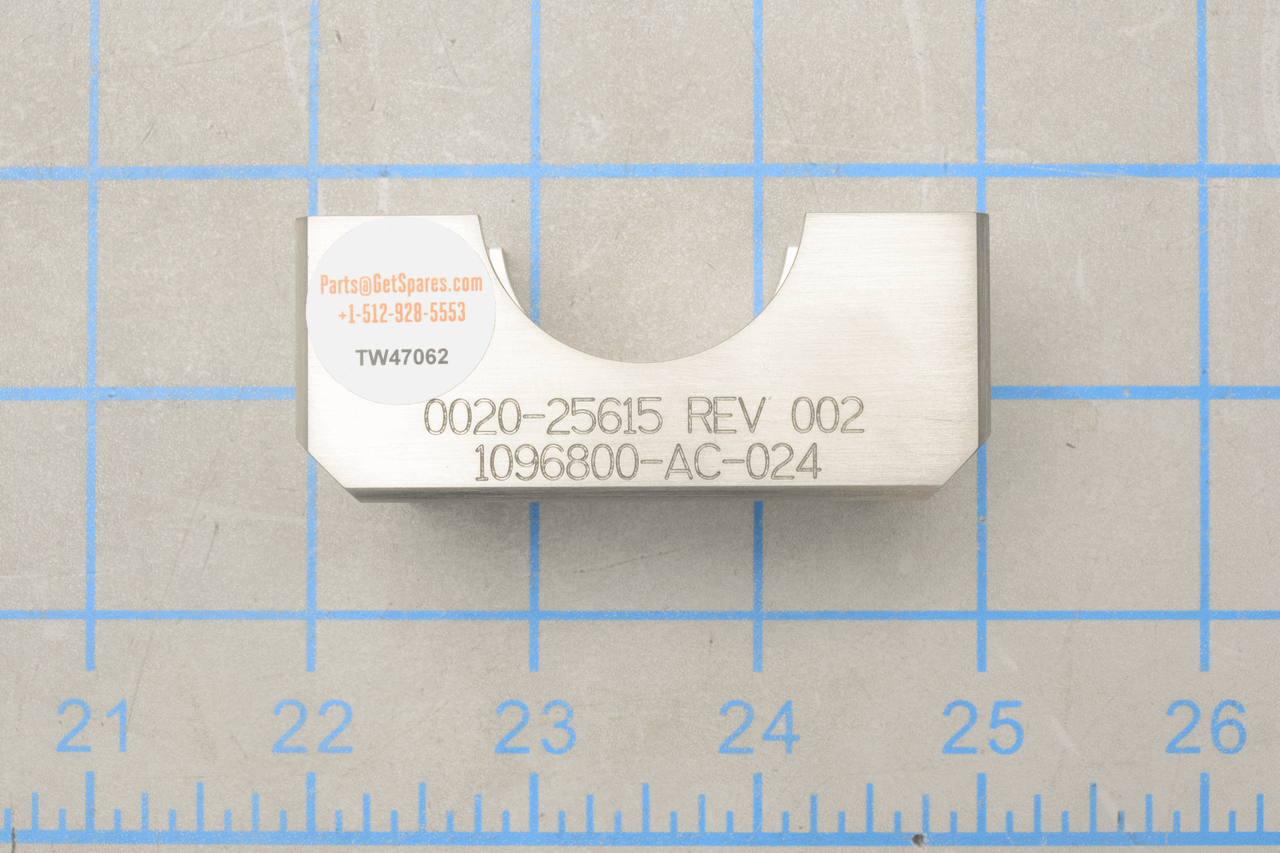 Parts@GetSpares.com
+1-512-928-5553
TW47062
0020-25615 REV 002
1096800-AC-024
21 22 23 24 25 26